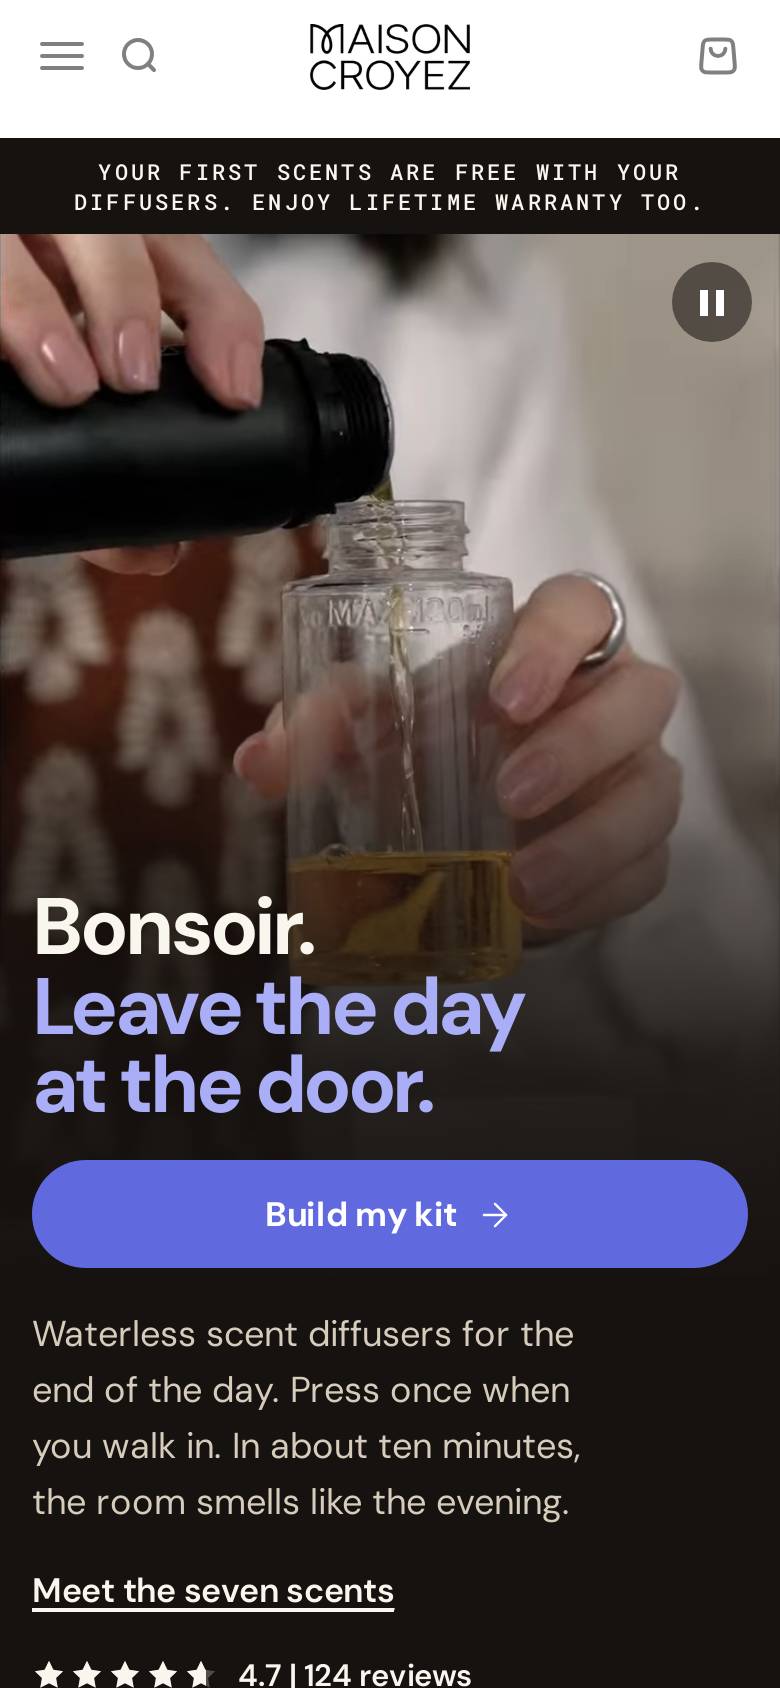 MAISON
CROYEZ
YOUR FIRST SCENTS ARE FREE WITH YOUR
DIFFUSERS. ENJOY LIFETIME WARRANTY TOO.
MAX 130ml
Bonsoir.
Leave the day
at the door.
Build my kit
Waterless scent diffusers for the
end of the day. Press once when
you walk in. In about ten minutes,
the room smells like the evening.
Meet the seven scents
4.7 | 124 reviews